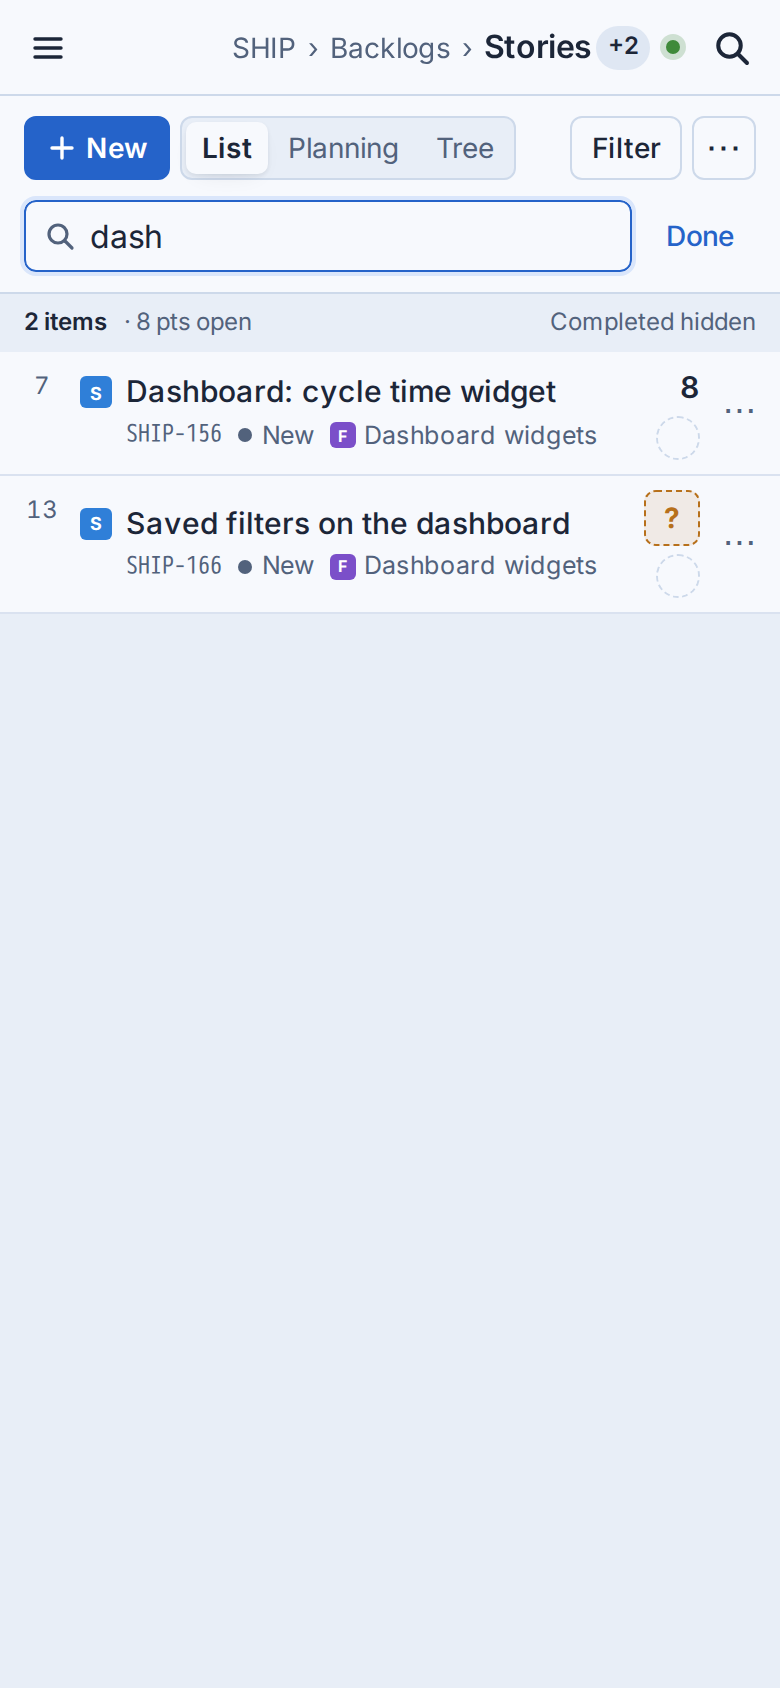 SHIP › Backlogs › Stories +2
+ New List Planning Tree Filter ...
dash Done
2 items · 8 pts open Completed hidden
7 S Dashboard: cycle time widget 8 ...
SHIP-156 New F Dashboard widgets
13 S Saved filters on the dashboard ? ...
SHIP-166 New F Dashboard widgets